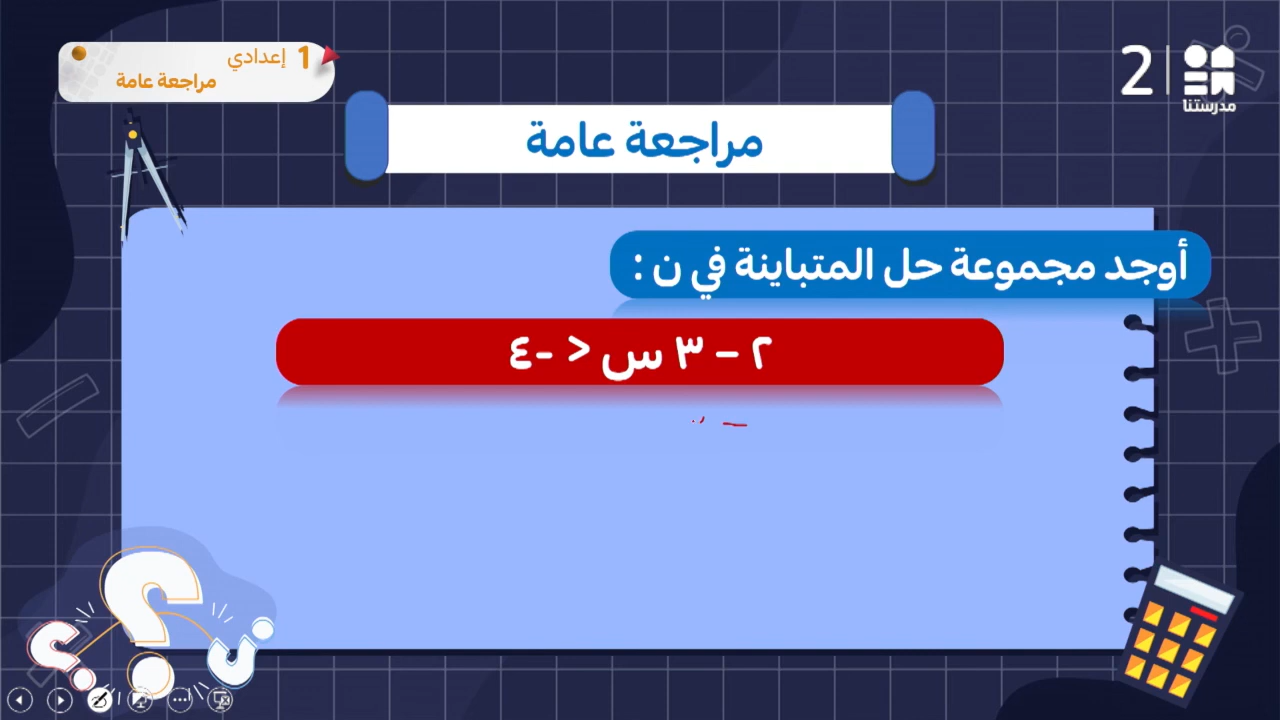 1 إعدادي
مراجعة عامة
2
مدرستنا
مراجعة عامة
أوجد مجموعة حل المتباينة في ن :
٢ – ٣ س < -٤